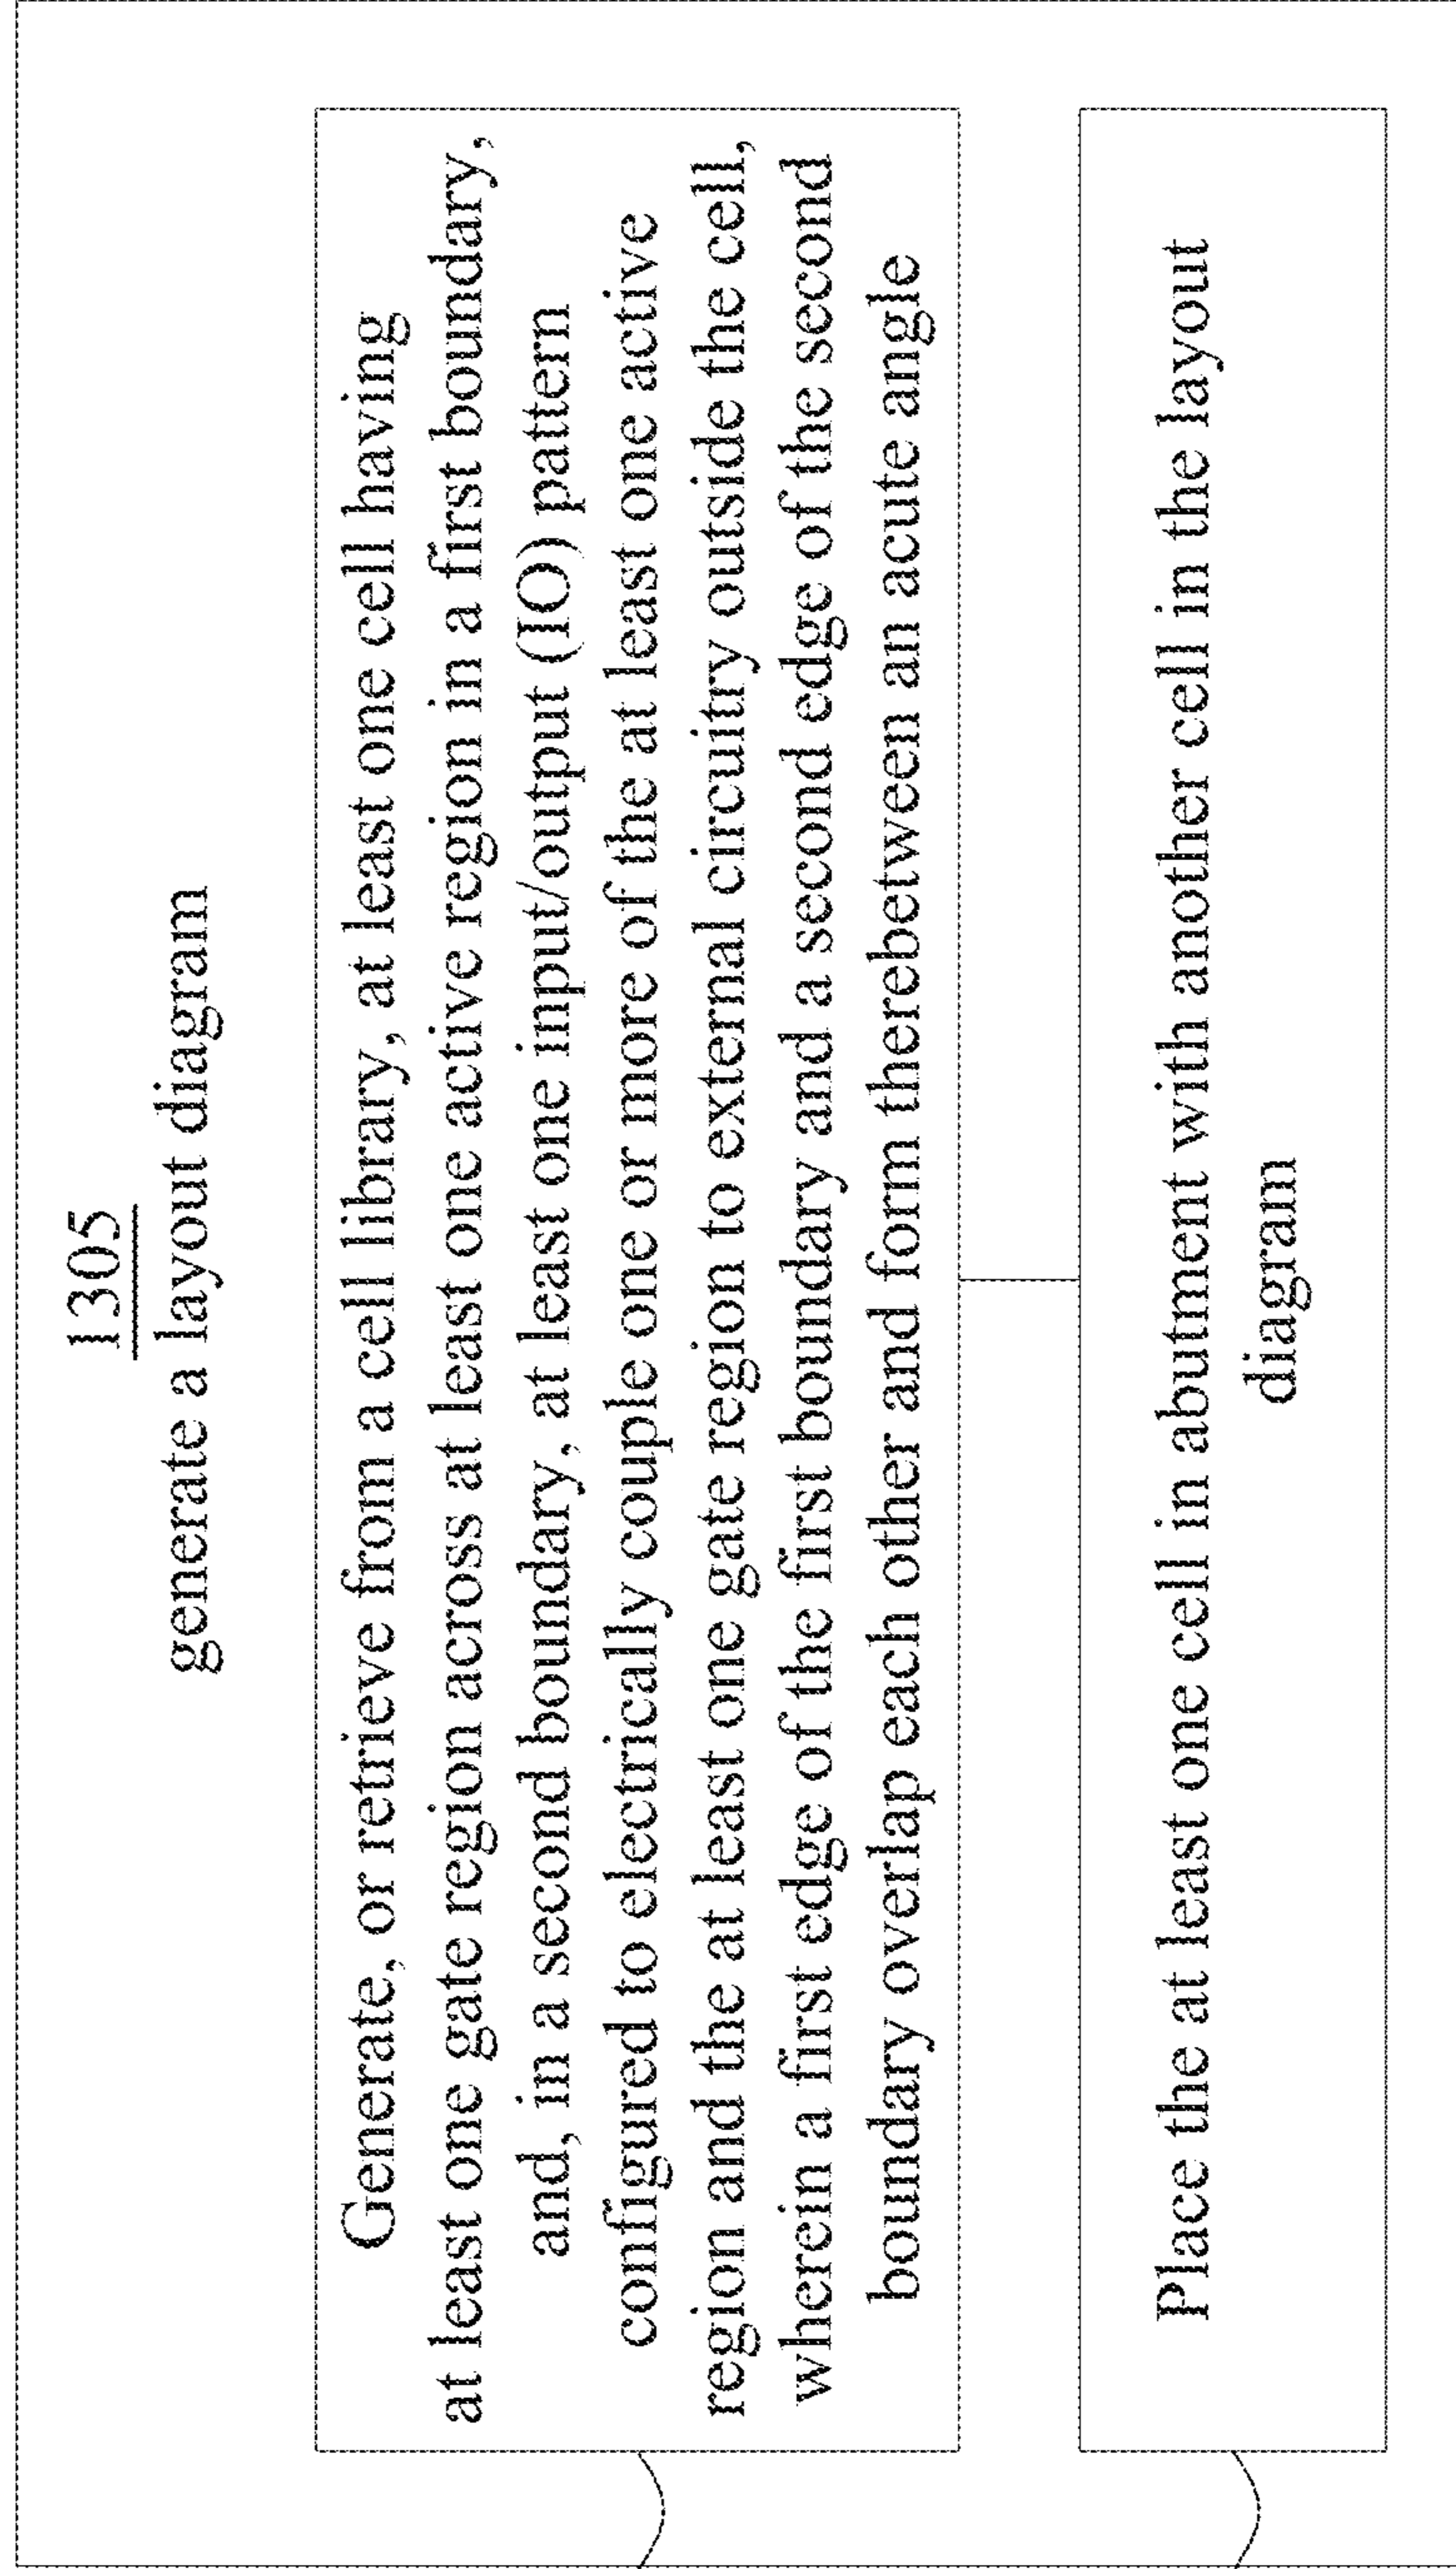 1305
generate a layout diagram
Generate, or retrieve from a cell library, at least one cell having
at least one gate region across at least one active region in a first boundary,
and, in a second boundary, at least one input/output (IO) pattern
configured to electrically couple one or more of the at least one active
region and the at least one gate region to external circuitry outside the cell,
wherein a first edge of the first boundary and a second edge of the second
boundary overlap each other and form therebetween an acute angle
Place the at least one cell in abutment with another cell in the layout
diagram